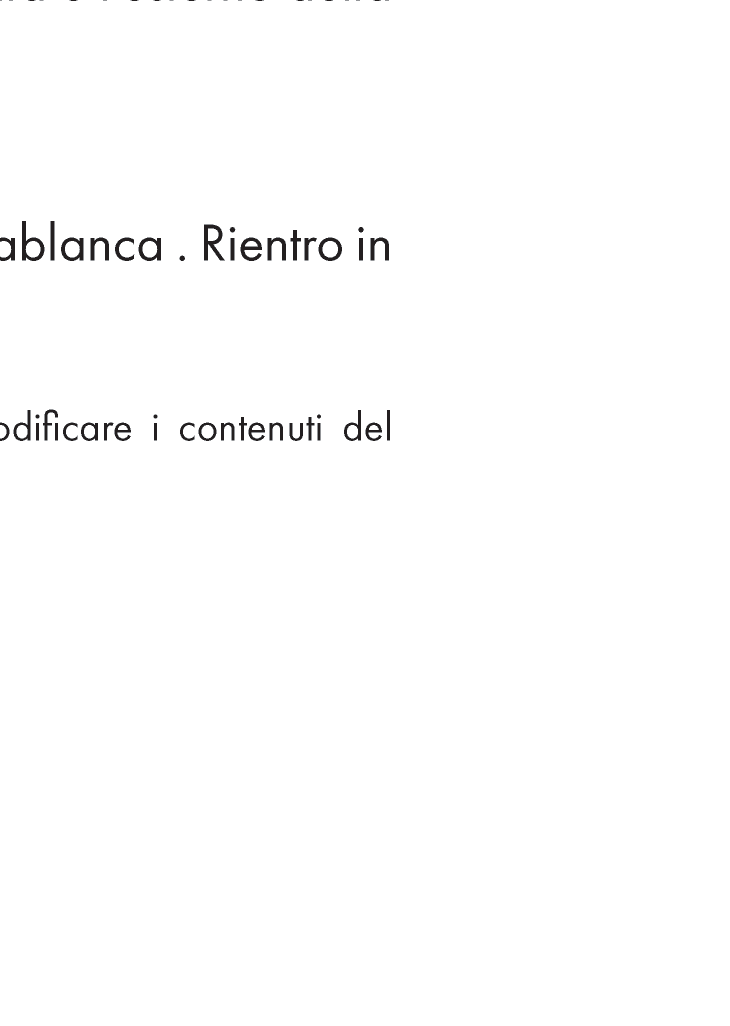 ablanca . Rientro in
odificare i contenuti del